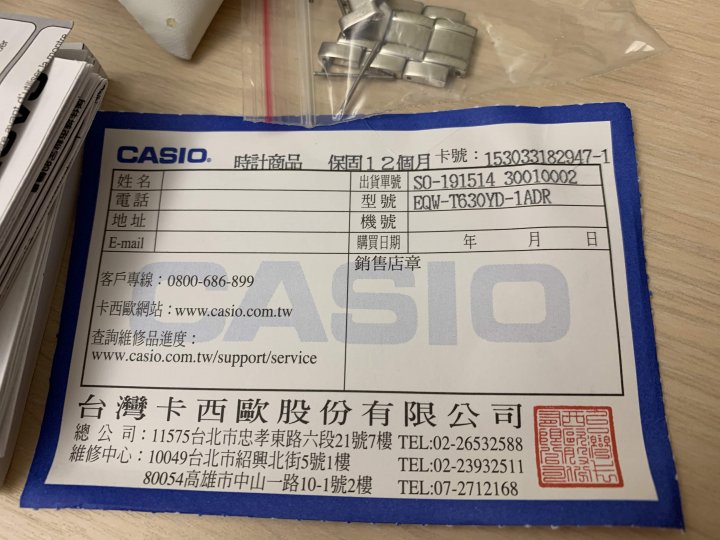 CASIO. 時計商品 保固12個月 卡號：153033182947-1
姓名 出貨單號 SO-191514 30010002
電話 型號 EQW-T630YD-1ADR
地址 機號
E-mail 購買日期 年 月 日
銷售店章
CASIO
客戶專線：0800-686-899
卡西歐網站：www.casio.com.tw
查詢維修品進度：
www.casio.com.tw/support/service
台灣卡西歐股份有限公司
總公司：11575台北市忠孝東路六段21號7樓 TEL:02-26532588
維修中心：10049台北市紹興北街5號1樓 TEL:02-23932511
80054高雄市中山一路10-1號2樓 TEL:07-2712168